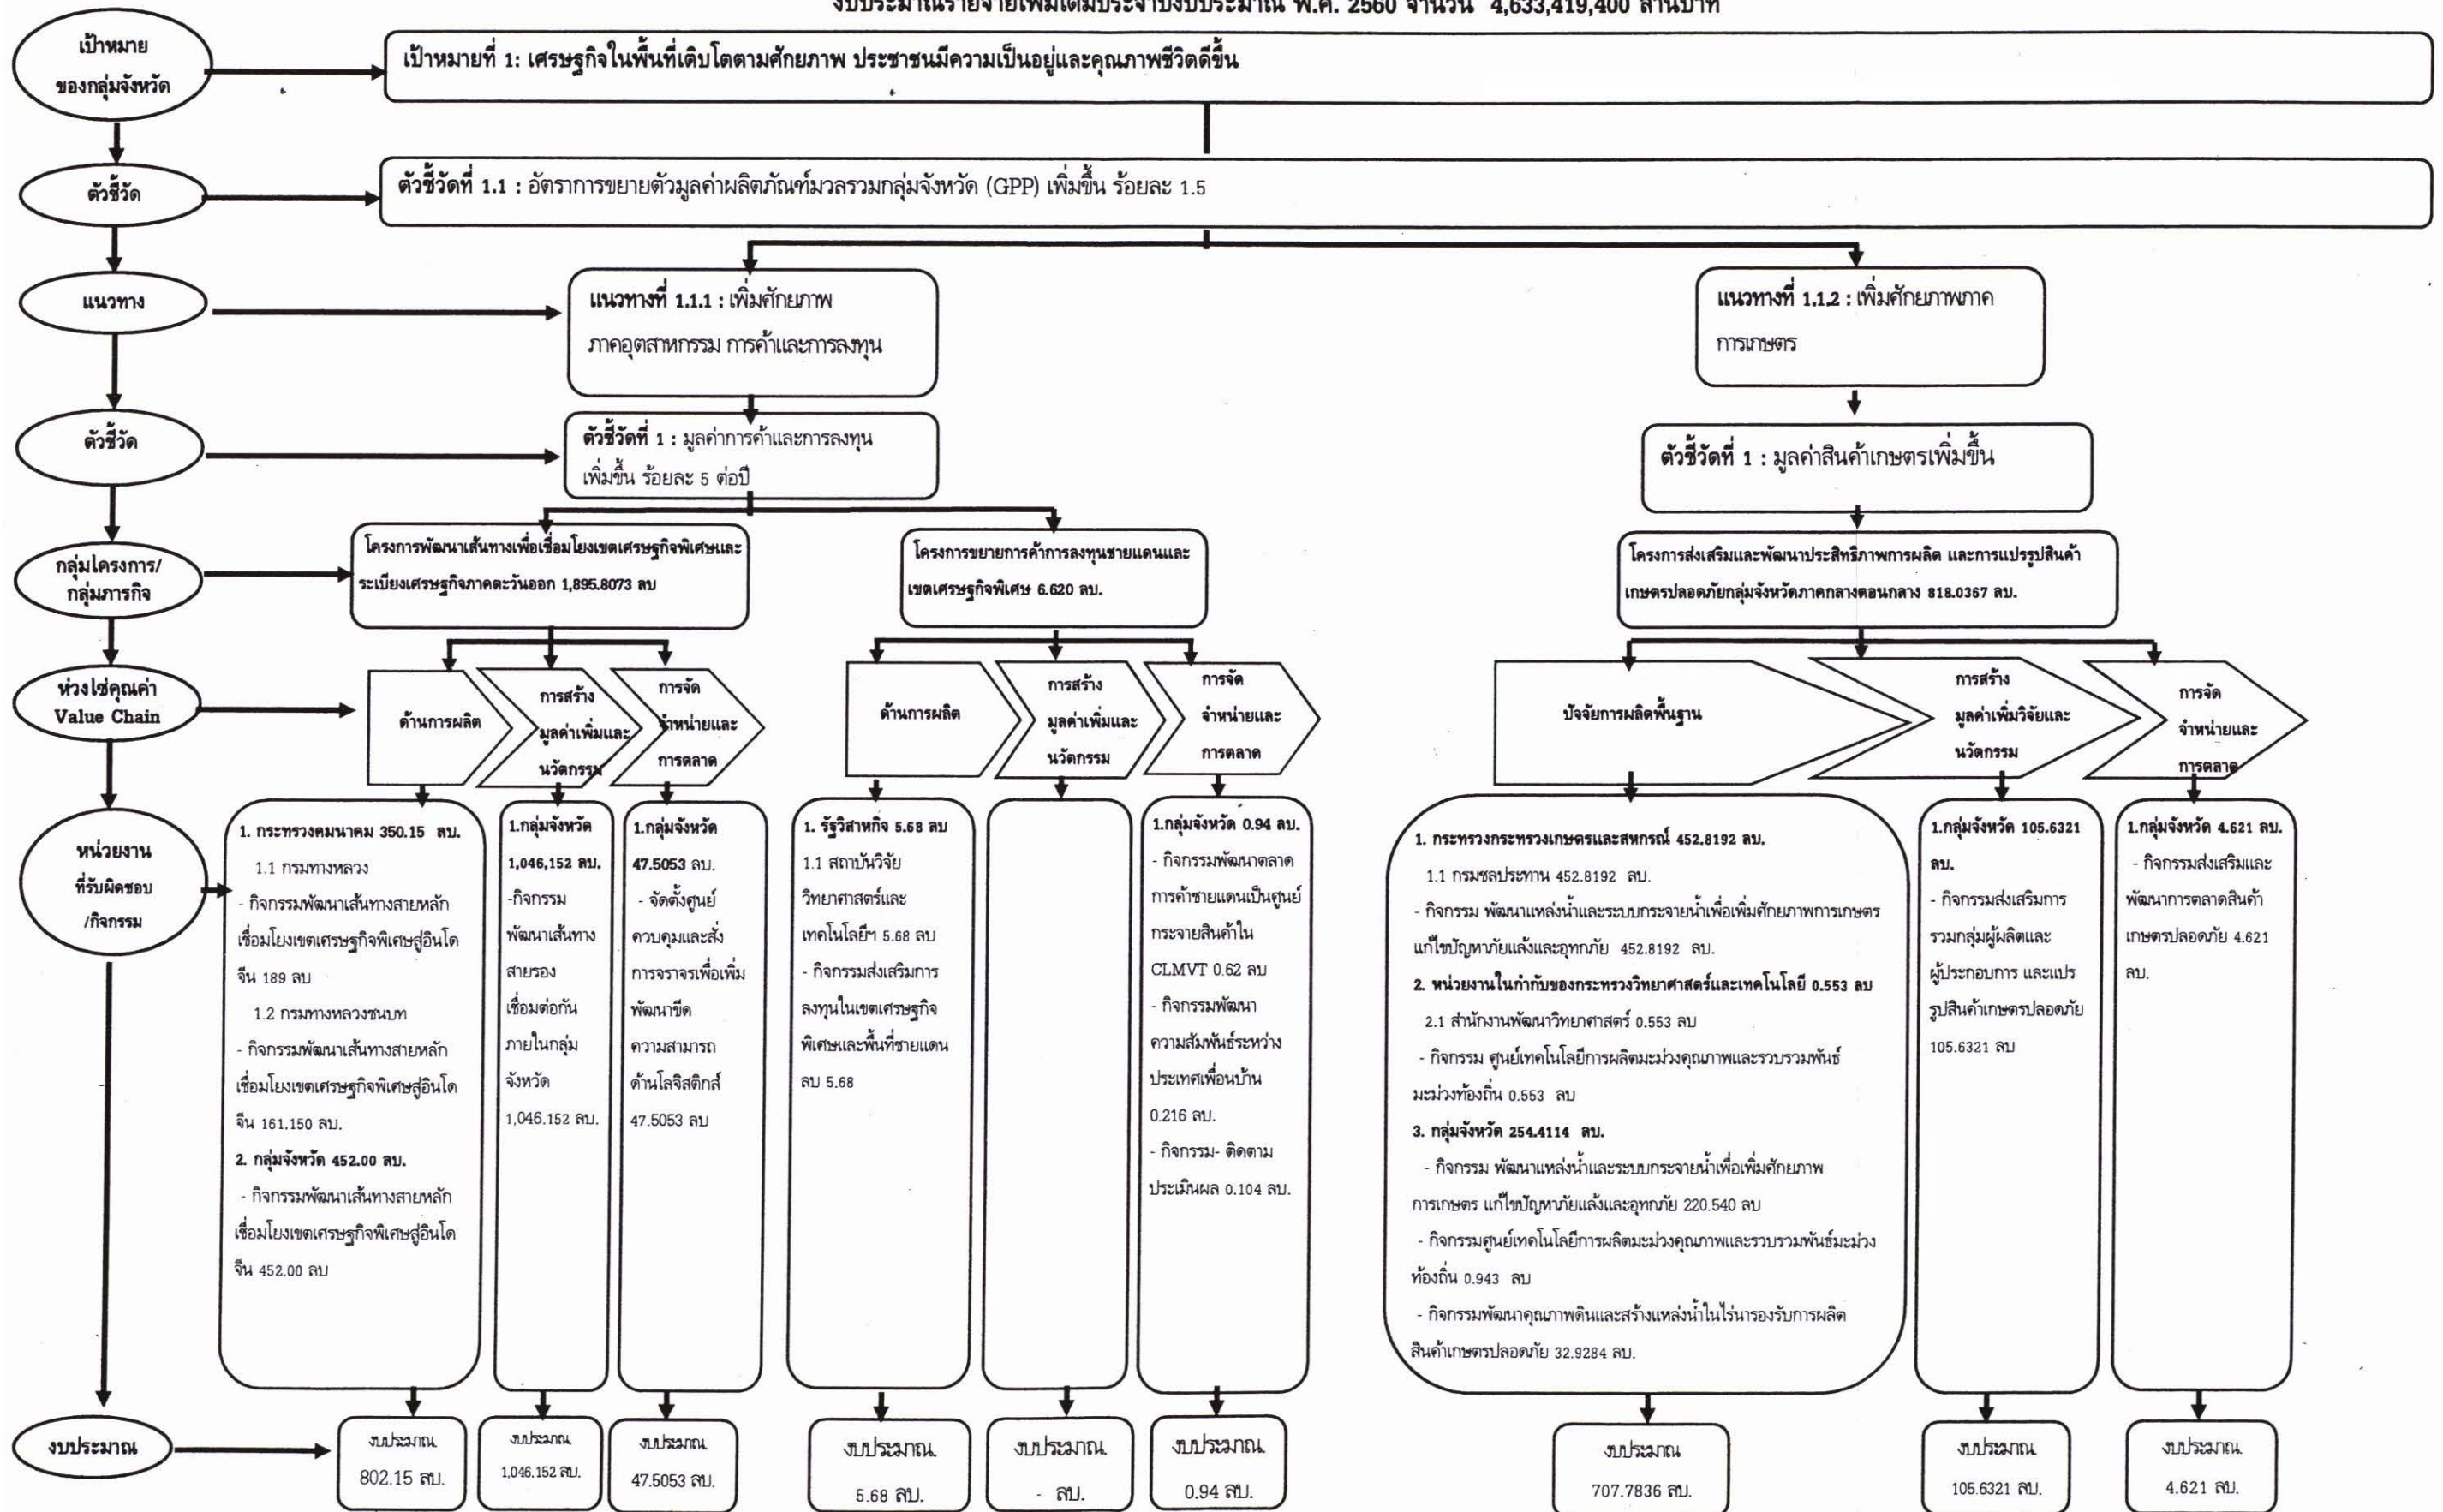 งบประมาณรายจ่ายเพิ่มเติมประจำปีงบประมาณ พ.ศ. 2560 จำนวน 4,633,419,400 ล้านบาท
เป้าหมาย
ของกลุ่มจังหวัด
เป้าหมายที่ 1: เศรษฐกิจในพื้นที่เติบโตตามศักยภาพ ประชาชนมีความเป็นอยู่และคุณภาพชีวิตดีขึ้น
ตัวชี้วัด
ตัวชี้วัดที่ 1.1 : อัตราการขยายตัวมูลค่าผลิตภัณฑ์มวลรวมกลุ่มจังหวัด (GPP) เพิ่มขึ้น ร้อยละ 1.5
แนวทาง
แนวทางที่ 1.1.1 : เพิ่มศักยภาพ
ภาคอุตสาหกรรม การค้าและการลงทุน
แนวทางที่ 1.1.2 : เพิ่มศักยภาพภาค
การเกษตร
ตัวชี้วัด
ตัวชี้วัดที่ 1 : มูลค่าการค้าและการลงทุน
เพิ่มขึ้น ร้อยละ 5 ต่อปี
ตัวชี้วัดที่ 1 : มูลค่าสินค้าเกษตรเพิ่มขึ้น
กลุ่มโครงการ/
กลุ่มภารกิจ
โครงการพัฒนาเส้นทางเพื่อเชื่อมโยงเขตเศรษฐกิจพิเศษและ
ระเบียงเศรษฐกิจภาคตะวันออก 1,895.8073 ลบ
โครงการขยายการค้าการลงทุนชายแดนและ
เขตเศรษฐกิจพิเศษ 6.620 ลบ.
โครงการส่งเสริมและพัฒนาประสิทธิภาพการผลิต และการแปรรูปสินค้า
เกษตรปลอดภัยกลุ่มจังหวัดภาคกลางตอนกลาง 818.0367 ลบ.
ห่วงโซ่คุณค่า
Value Chain
ด้านการผลิต
การสร้าง
มูลค่าเพิ่มและ
นวัตกรรม
การจัด
จำหน่ายและ
การตลาด
ด้านการผลิต
การสร้าง
มูลค่าเพิ่มและ
นวัตกรรม
การจัด
จำหน่ายและ
การตลาด
ปัจจัยการผลิตพื้นฐาน
การสร้าง
มูลค่าเพิ่มวิจัยและ
นวัตกรรม
การจัด
จำหน่ายและ
การตลาด
หน่วยงาน
ที่รับผิดชอบ
/กิจกรรม
1. กระทรวงคมนาคม 350.15 ลบ.
1.1 กรมทางหลวง
- กิจกรรมพัฒนาเส้นทางสายหลัก
เชื่อมโยงเขตเศรษฐกิจพิเศษสู่อินโด
จีน 189 ลบ
1.2 กรมทางหลวงชนบท
- กิจกรรมพัฒนาเส้นทางสายหลัก
เชื่อมโยงเขตเศรษฐกิจพิเศษสู่อินโด
จีน 161.150 ลบ.
2. กลุ่มจังหวัด 452.00 ลบ.
- กิจกรรมพัฒนาเส้นทางสายหลัก
เชื่อมโยงเขตเศรษฐกิจพิเศษสู่อินโด
จีน 452.00 ลบ
1.กลุ่มจังหวัด
1,046,152 ลบ.
-กิจกรรม
พัฒนาเส้นทาง
สายรอง
เชื่อมต่อกัน
ภายในกลุ่ม
จังหวัด
1,046.152 ลบ.
1.กลุ่มจังหวัด
47.5053 ลบ.
- จัดตั้งศูนย์
ควบคุมและสั่ง
การจราจรเพื่อเพิ่ม
พัฒนาขีด
ความสามารถ
ด้านโลจิสติกส์
47.5053 ลบ
1. รัฐวิสาหกิจ 5.68 ลบ
1.1 สถาบันวิจัย
วิทยาศาสตร์และ
เทคโนโลยีฯ 5.68 ลบ
- กิจกรรมส่งเสริมการ
ลงทุนในเขตเศรษฐกิจ
พิเศษและพื้นที่ชายแดน
ลบ 5.68
1.กลุ่มจังหวัด 0.94 ลบ.
- กิจกรรมพัฒนาตลาด
การค้าชายแดนเป็นศูนย์
กระจายสินค้าใน
CLMVT 0.62 ลบ
- กิจกรรมพัฒนา
ความสัมพันธ์ระหว่าง
ประเทศเพื่อนบ้าน
0.216 ลบ.
- กิจกรรม- ติดตาม
ประเมินผล 0.104 ลบ.
1. กระทรวงกระทรวงเกษตรและสหกรณ์ 452.8192 ลบ.
1.1 กรมชลประทาน 452.8192 ลบ.
- กิจกรรม พัฒนาแหล่งน้ำและระบบกระจายน้ำเพื่อเพิ่มศักยภาพการเกษตร
แก้ไขปัญหาภัยแล้งและอุทกภัย 452.8192 ลบ.
2. หน่วยงานในกำกับของกระทรวงวิทยาศาสตร์และเทคโนโลยี 0.553 ลบ
2.1 สำนักงานพัฒนาวิทยาศาสตร์ 0.553 ลบ
- กิจกรรม ศูนย์เทคโนโลยีการผลิตมะม่วงคุณภาพและรวบรวมพันธ์
มะม่วงท้องถิ่น 0.553 ลบ
3. กลุ่มจังหวัด 254.4114 ลบ.
- กิจกรรม พัฒนาแหล่งน้ำและระบบกระจายน้ำเพื่อเพิ่มศักยภาพ
การเกษตร แก้ไขปัญหาภัยแล้งและอุทกภัย 220.540 ลบ
- กิจกรรมศูนย์เทคโนโลยีการผลิตมะม่วงคุณภาพและรวบรวมพันธ์มะม่วง
ท้องถิ่น 0.943 ลบ
- กิจกรรมพัฒนาคุณภาพดินและสร้างแหล่งน้ำในไร่นารองรับการผลิต
สินค้าเกษตรปลอดภัย 32.9284 ลบ.
1.กลุ่มจังหวัด 105.6321
ลบ.
- กิจกรรมส่งเสริมการ
รวมกลุ่มผู้ผลิตและ
ผู้ประกอบการ และแปร
รูปสินค้าเกษตรปลอดภัย
105.6321 ลบ
1.กลุ่มจังหวัด 4.621 ลบ.
- กิจกรรมส่งเสริมและ
พัฒนาการตลาดสินค้า
เกษตรปลอดภัย 4.621
ลบ.
งบประมาณ
งบประมาณ
802.15 ลบ.
งบประมาณ
1,046.152 ลบ.
งบประมาณ
47.5053 ลบ.
งบประมาณ
5.68 ลบ.
งบประมาณ
- ลบ.
งบประมาณ
0.94 ลบ.
งบประมาณ
707.7836 ลบ.
งบประมาณ
105.6321 ลบ.
งบประมาณ
4.621 ลบ.